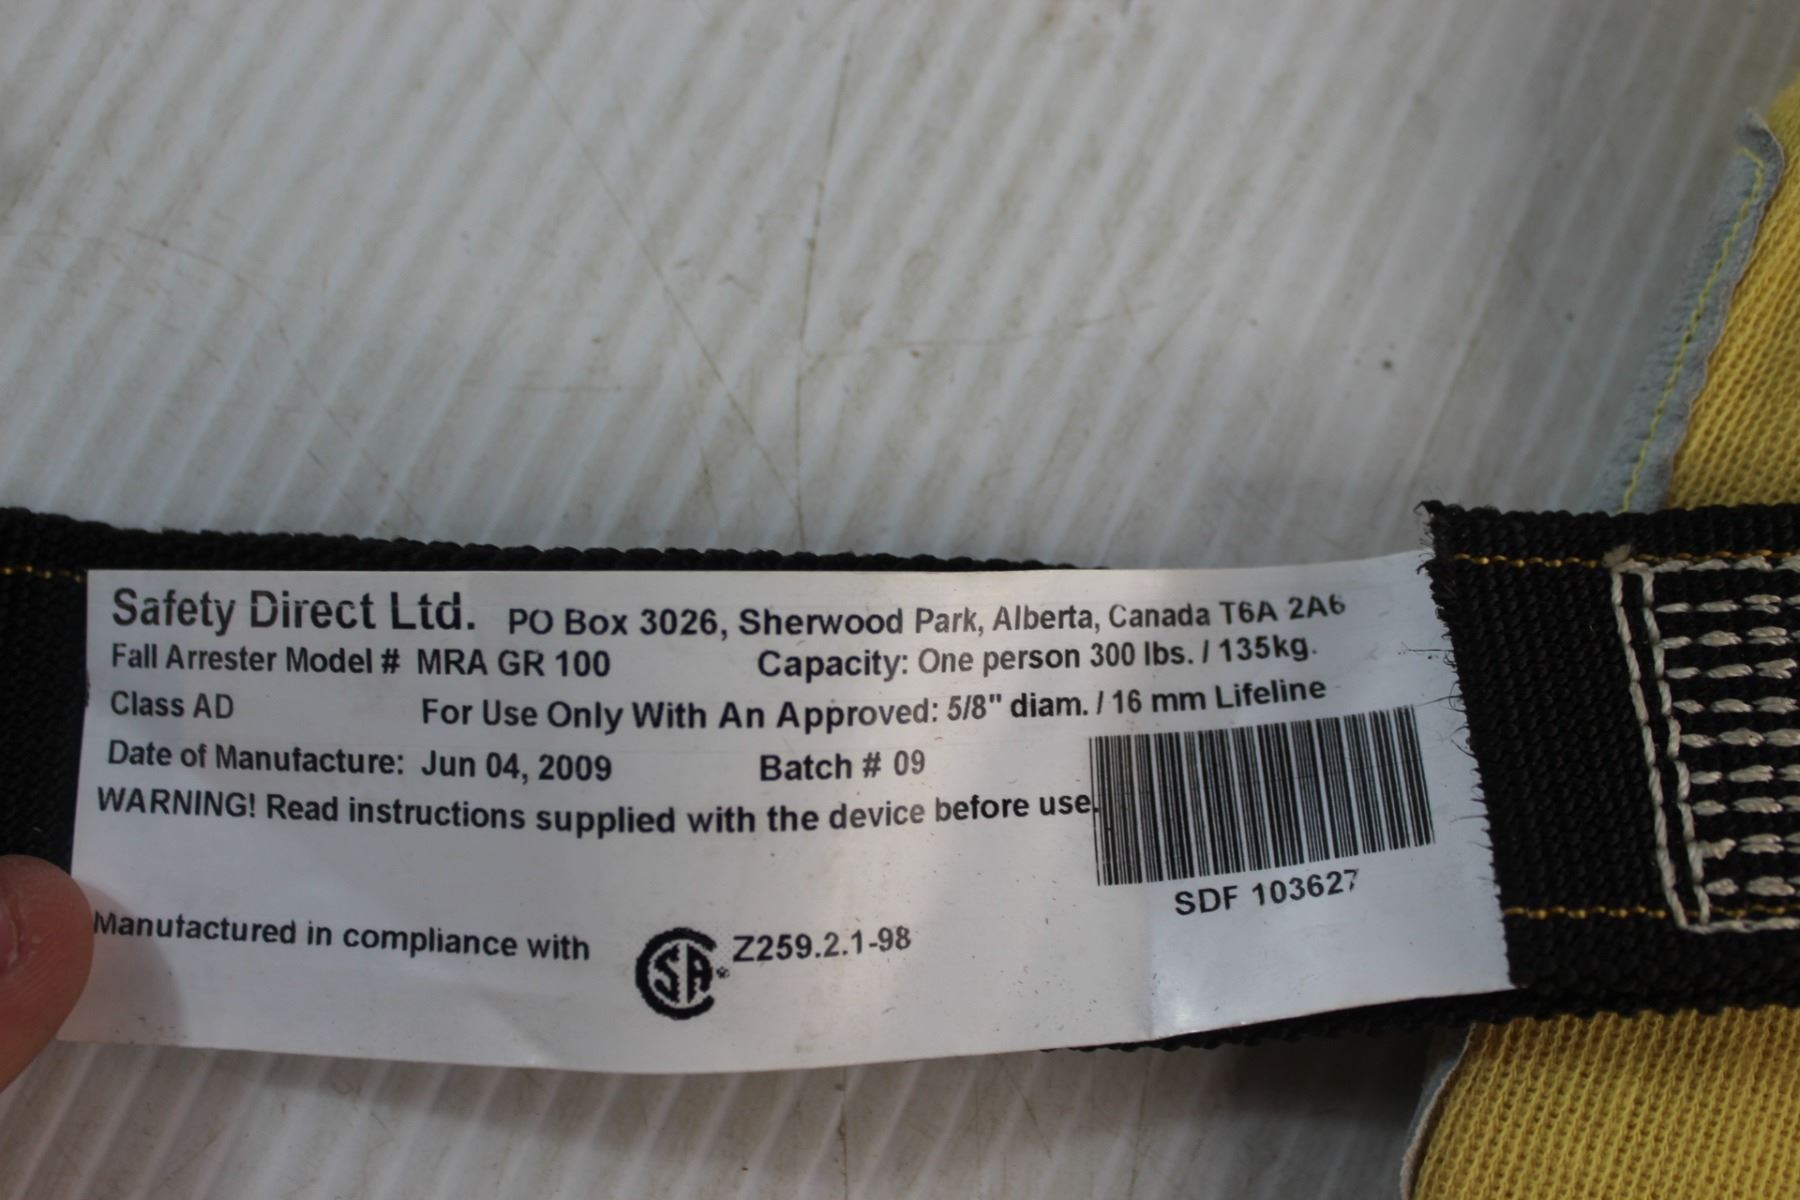 Safety Direct Ltd. PO Box 3026, Sherwood Park, Alberta, Canada T6A 2A6
Fall Arrester Model # MRA GR 100 Capacity: One person 300 lbs. / 135kg.
Class AD For Use Only With An Approved: 5/8" diam. / 16 mm Lifeline
Date of Manufacture: Jun 04, 2009 Batch # 09
WARNING! Read instructions supplied with the device before use.
SDF 103627
Manufactured in compliance with CSA® Z259.2.1-98